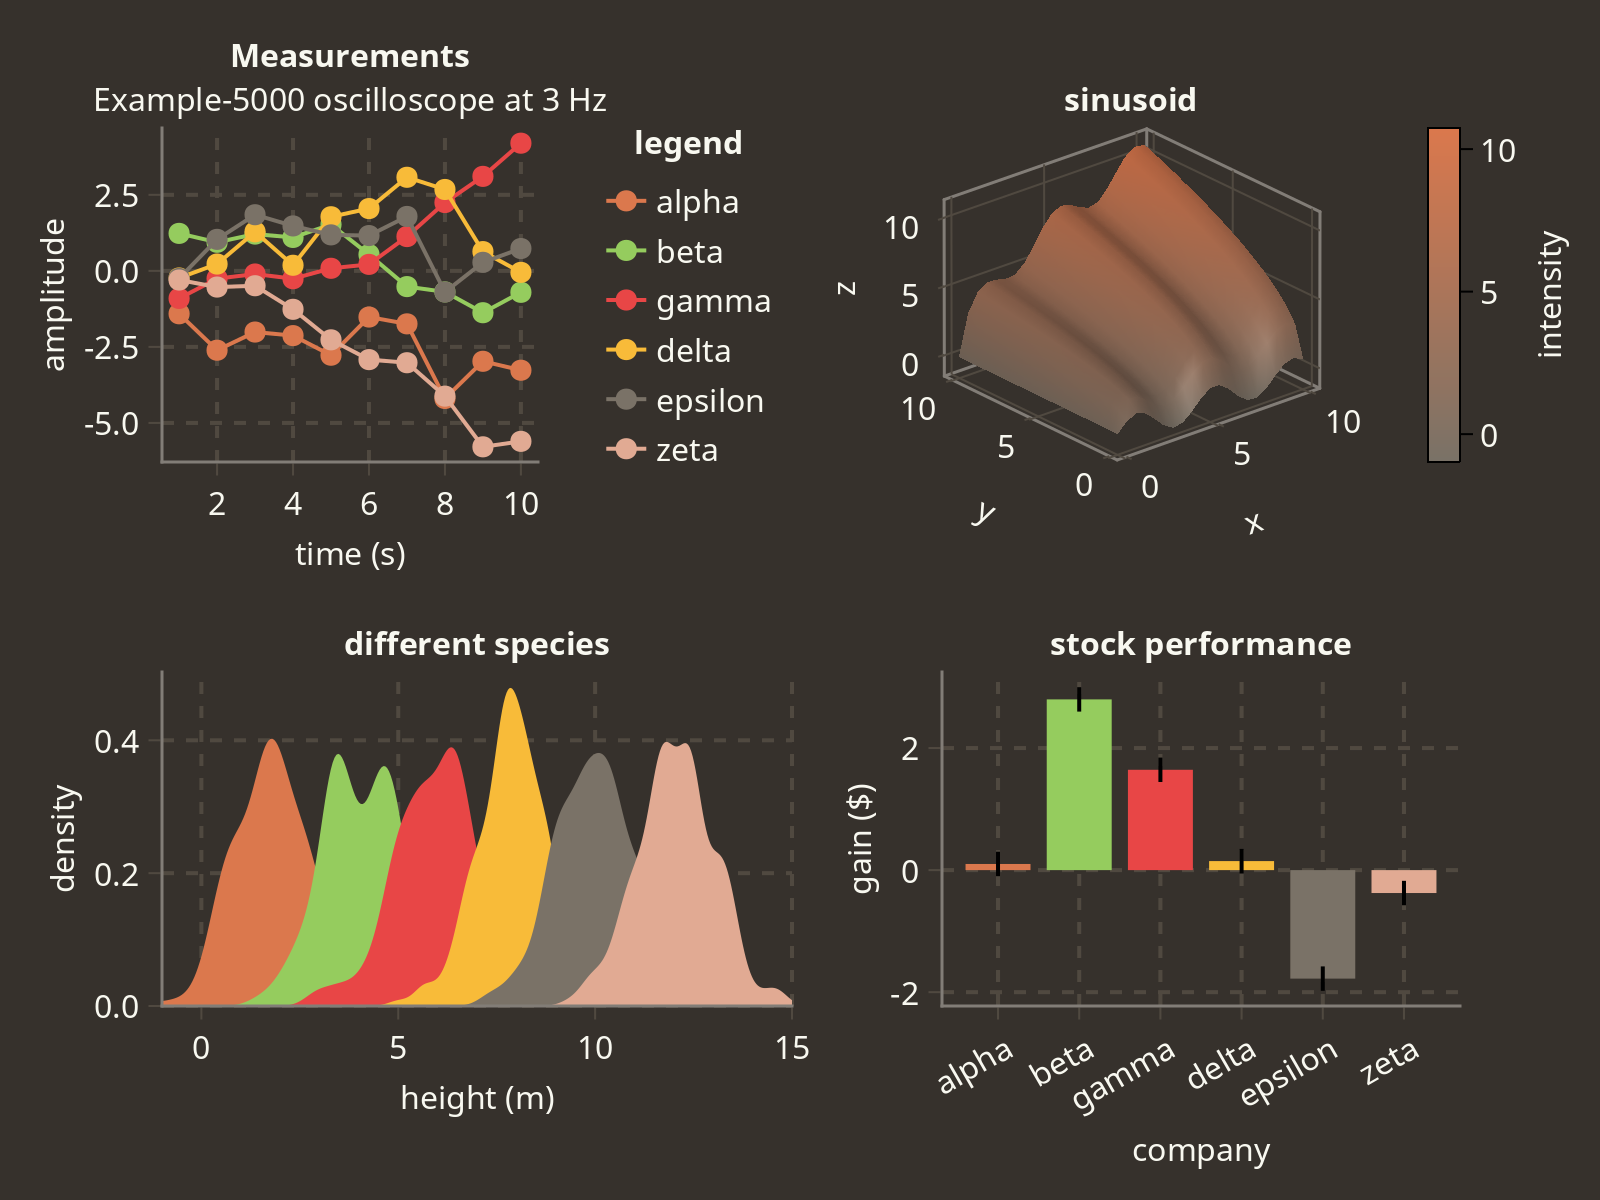 Measurements
Example-5000 oscilloscope at 3 Hz
amplitude
2.5
0.0
-2.5
-5.0
2 4 6 8 10
time (s)
legend
alpha
beta
gamma
delta
epsilon
zeta
sinusoid
z
10
5
0
10 5 0
y
0 5 10
x
10
5
0
intensity
different species
density
0.4
0.2
0.0
0 5 10 15
height (m)
stock performance
gain ($)
2
0
-2
alpha beta gamma delta epsilon zeta
company